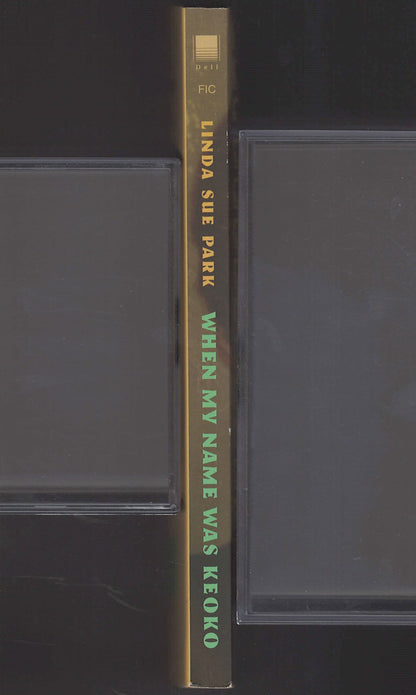 Dell
FIC
LINDA SUE PARK
WHEN MY NAME WAS KEOKO